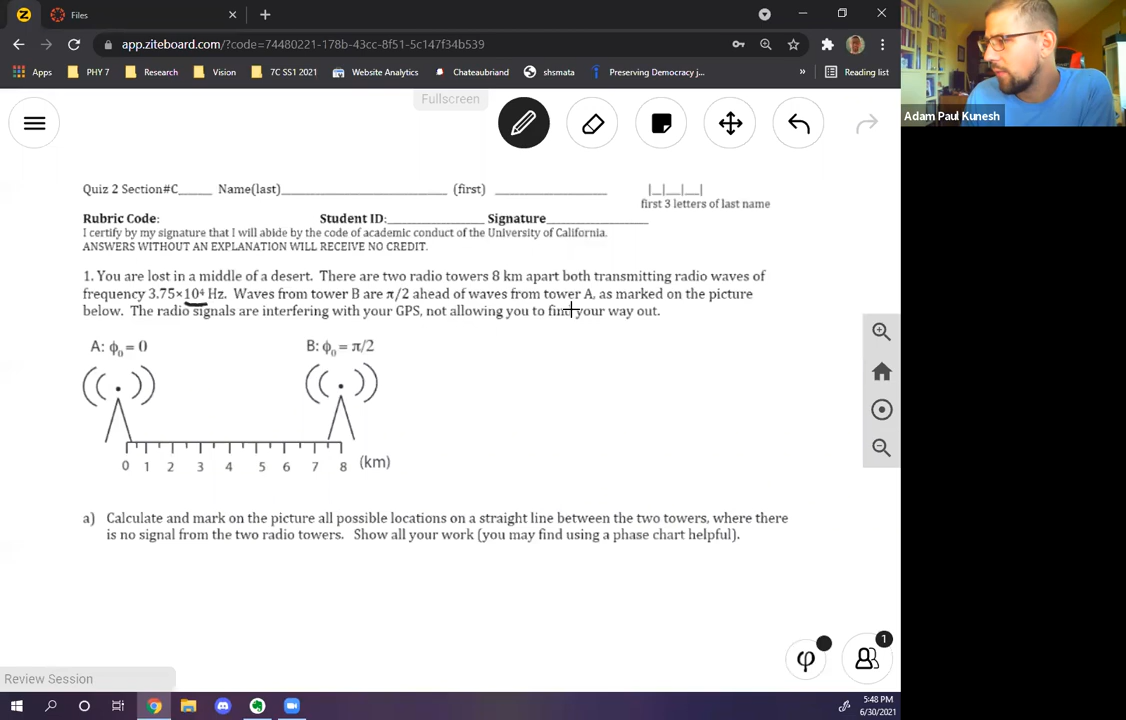 Files
app.ziteboard.com/?code=74480221-178b-43cc-8f51-5c147f34b539
Apps PHY 7 Research Vision 7C SS1 2021 Website Analytics Chateaubriand shsmata Preserving Democracy j... » Reading list
Adam Paul Kunesh
Fullscreen
Quiz 2 Section#C______ Name(last)____________________________ (first) ___________________ |_|_|_|
first 3 letters of last name
Rubric Code: Student ID:________________ Signature_________________
I certify by my signature that I will abide by the code of academic conduct of the University of California.
ANSWERS WITHOUT AN EXPLANATION WILL RECEIVE NO CREDIT.
1. You are lost in a middle of a desert. There are two radio towers 8 km apart both transmitting radio waves of
frequency 3.75×10⁴ Hz. Waves from tower B are π/2 ahead of waves from tower A, as marked on the picture
below. The radio signals are interfering with your GPS, not allowing you to find your way out.
A: ϕ₀ = 0 B: ϕ₀ = π/2
0 1 2 3 4 5 6 7 8 (km)
a) Calculate and mark on the picture all possible locations on a straight line between the two towers, where there
is no signal from the two radio towers. Show all your work (you may find using a phase chart helpful).
φ 1
Review Session
5:48 PM
6/30/2021